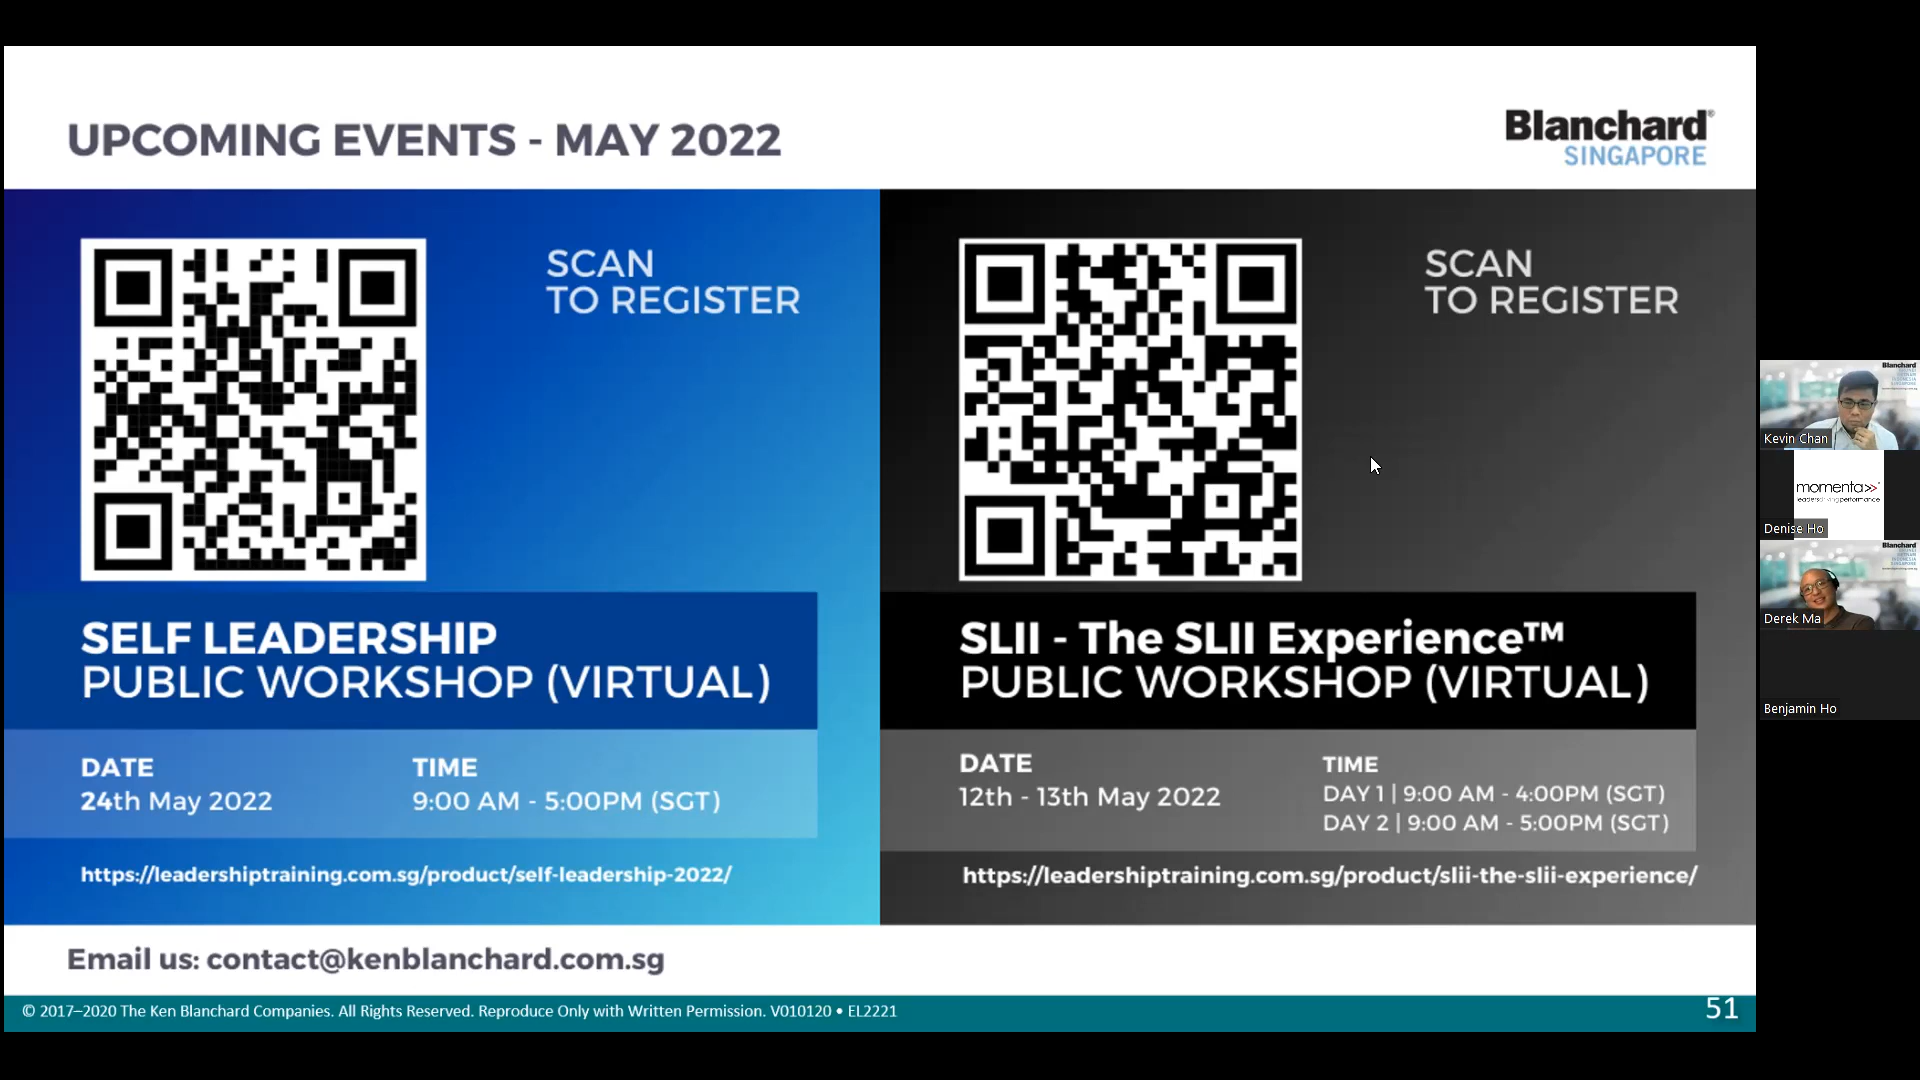 UPCOMING EVENTS - MAY 2022
Blanchard®
SINGAPORE
SCAN
TO REGISTER
SELF LEADERSHIP
PUBLIC WORKSHOP (VIRTUAL)
DATE
24th May 2022
TIME
9:00 AM - 5:00PM (SGT)
https://leadershiptraining.com.sg/product/self-leadership-2022/
SCAN
TO REGISTER
SLII - The SLII Experience™
PUBLIC WORKSHOP (VIRTUAL)
DATE
12th - 13th May 2022
TIME
DAY 1 | 9:00 AM - 4:00PM (SGT)
DAY 2 | 9:00 AM - 5:00PM (SGT)
https://leadershiptraining.com.sg/product/slii-the-slii-experience/
Email us: contact@kenblanchard.com.sg
© 2017–2020 The Ken Blanchard Companies. All Rights Reserved. Reproduce Only with Written Permission. V010120 • EL2221
51
Blanchard
Kevin Chan
momenta>>
Denise Ho
Blanchard
Derek Ma
Benjamin Ho